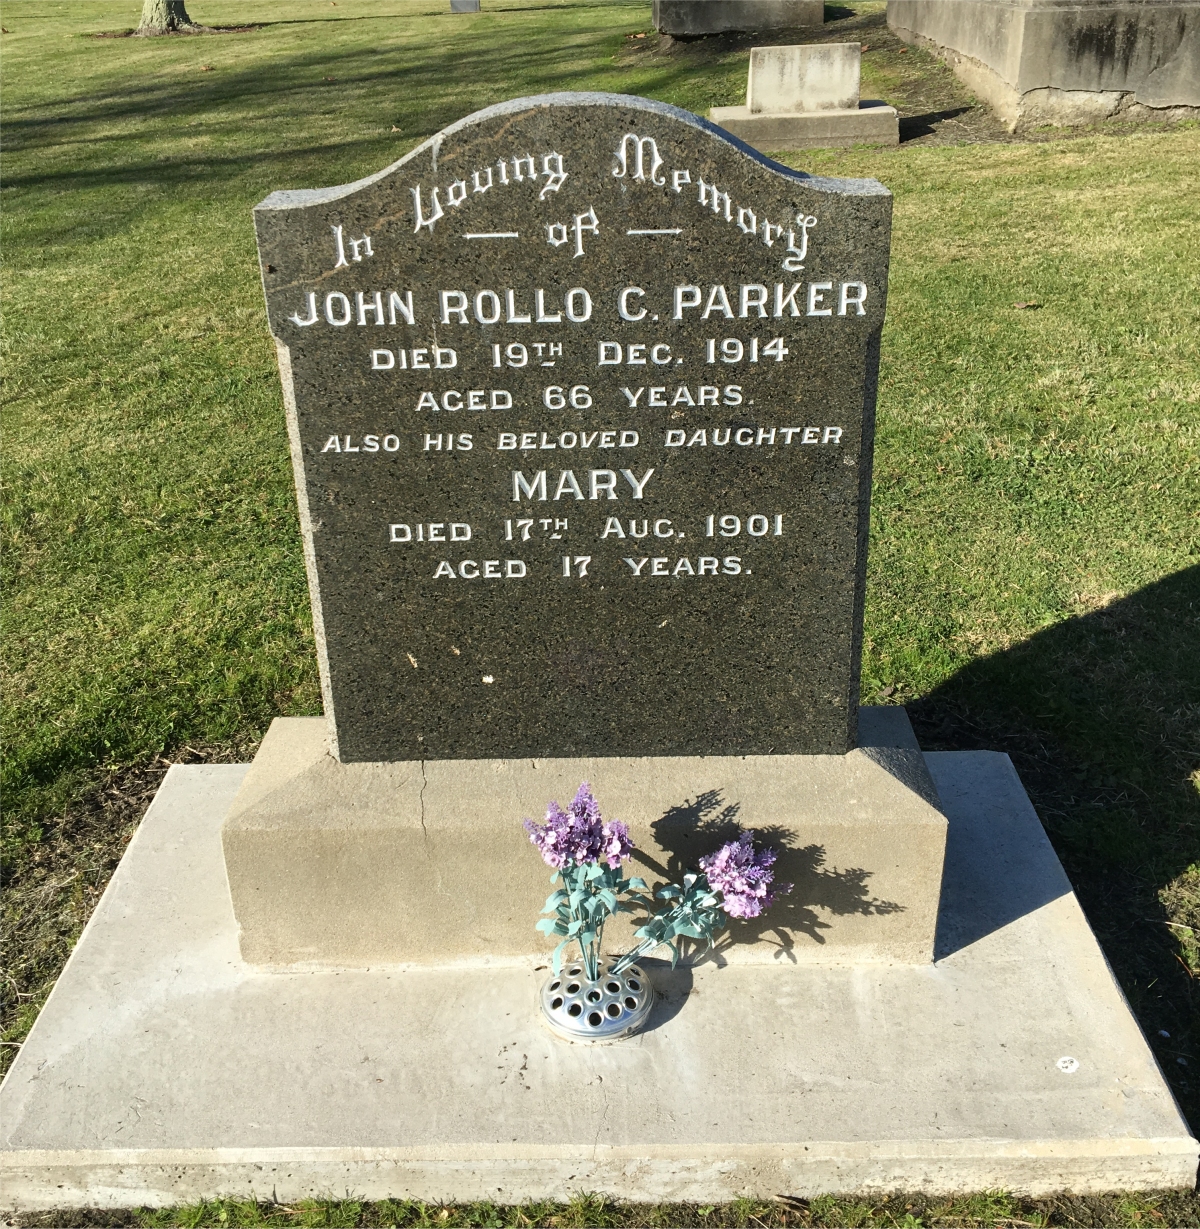 In Loving Memory
— of —
JOHN ROLLO C. PARKER
DIED 19TH DEC. 1914
AGED 66 YEARS.
ALSO HIS BELOVED DAUGHTER
MARY
DIED 17TH AUG. 1901
AGED 17 YEARS.